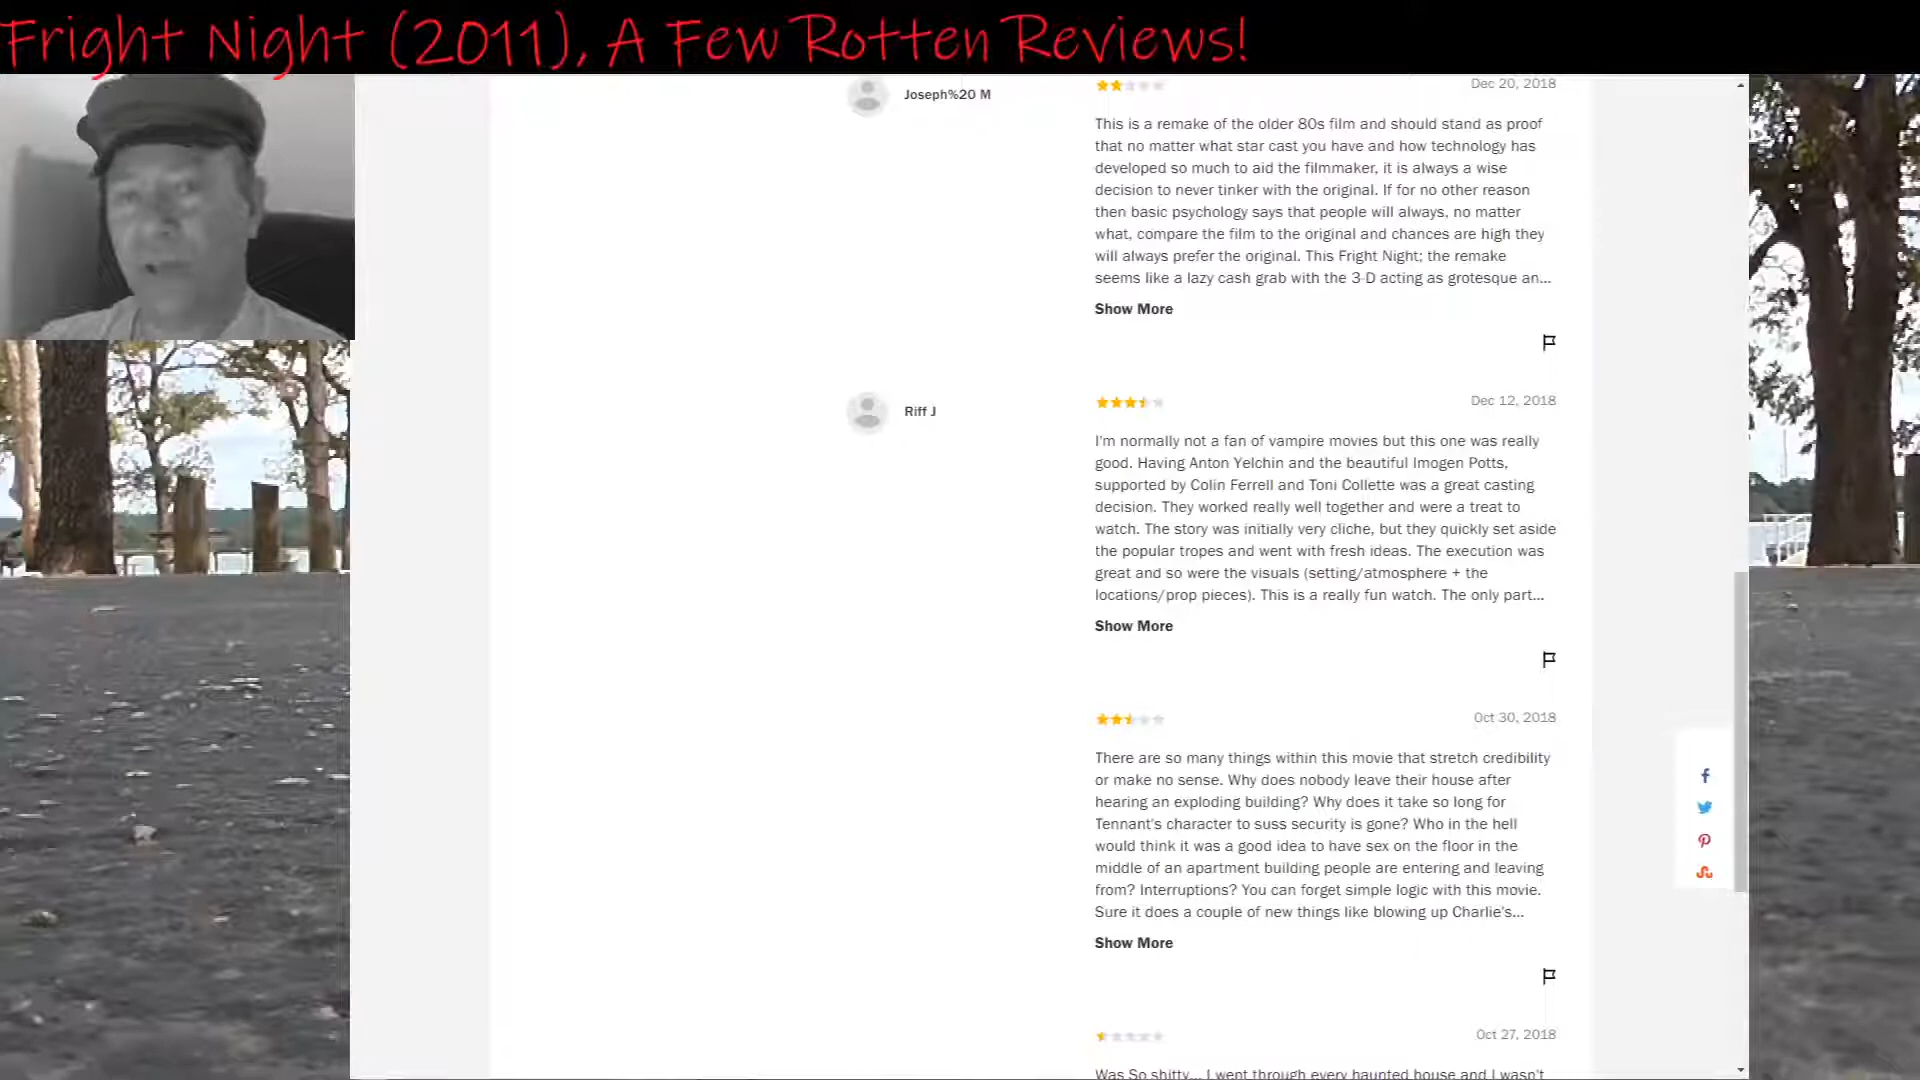 Fright Night (2011), A Few Rotten Reviews!
Joseph%20 M
Dec 20, 2018
This is a remake of the older 80s film and should stand as proof
that no matter what star cast you have and how technology has
developed so much to aid the filmmaker, it is always a wise
decision to never tinker with the original. If for no other reason
then basic psychology says that people will always, no matter
what, compare the film to the original and chances are high they
will always prefer the original. This Fright Night; the remake
seems like a lazy cash grab with the 3-D acting as grotesque an...
Show More
Riff J
Dec 12, 2018
I'm normally not a fan of vampire movies but this one was really
good. Having Anton Yelchin and the beautiful Imogen Potts,
supported by Colin Ferrell and Toni Collette was a great casting
decision. They worked really well together and were a treat to
watch. The story was initially very cliche, but they quickly set aside
the popular tropes and went with fresh ideas. The execution was
great and so were the visuals (setting/atmosphere + the
locations/prop pieces). This is a really fun watch. The only part...
Show More
Oct 30, 2018
There are so many things within this movie that stretch credibility
or make no sense. Why does nobody leave their house after
hearing an exploding building? Why does it take so long for
Tennant's character to suss security is gone? Who in the hell
would think it was a good idea to have sex on the floor in the
middle of an apartment building people are entering and leaving
from? Interruptions? You can forget simple logic with this movie.
Sure it does a couple of new things like blowing up Charlie's...
Show More
Oct 27, 2018
Was So shitty... I went through every haunted house and I wasn't